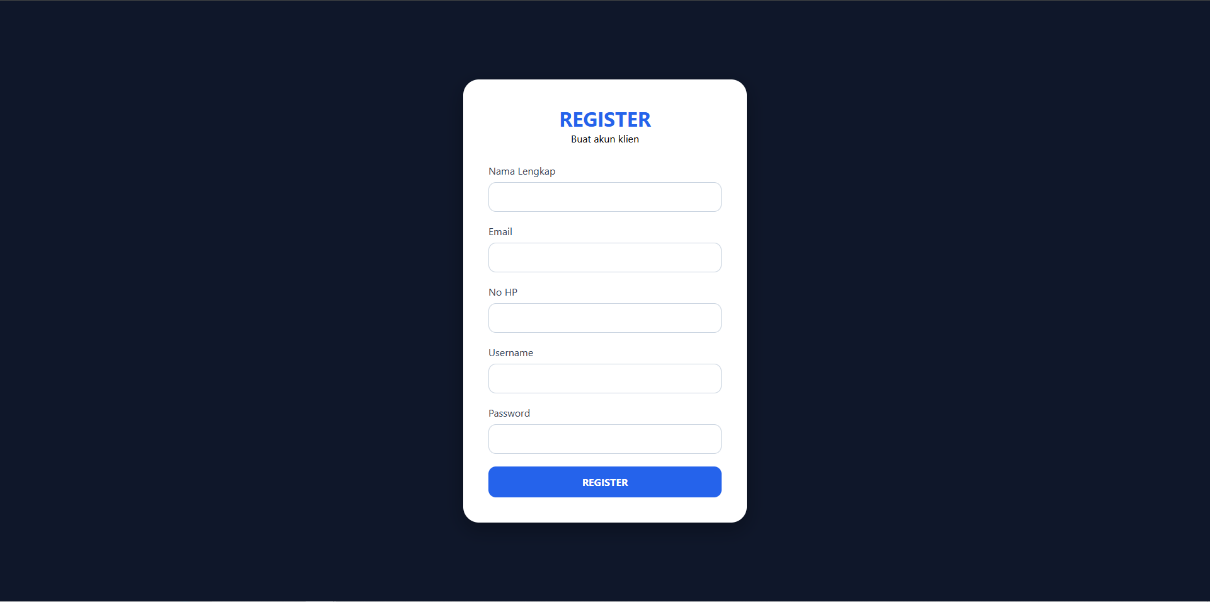 REGISTER
Buat akun klien
Nama Lengkap
Email
No HP
Username
Password
REGISTER